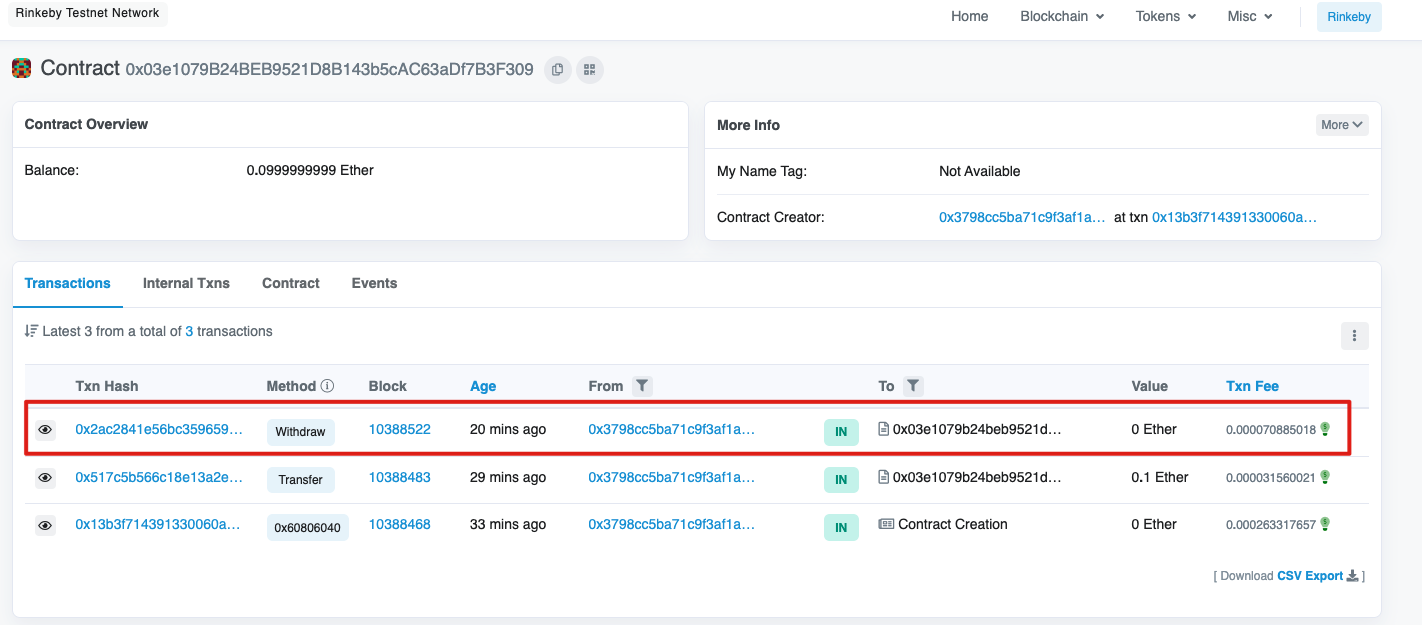 Rinkeby Testnet Network
Home Blockchain Tokens Misc Rinkeby
Contract 0x03e1079B24BEB9521D8B143b5cAC63aDf7B3F309
Contract Overview
Balance: 0.0999999999 Ether
More Info More
My Name Tag: Not Available
Contract Creator: 0x3798cc5ba71c9f3af1a... at txn 0x13b3f714391330060a...
Transactions Internal Txns Contract Events
Latest 3 from a total of 3 transactions
Txn Hash Method Block Age From To Value Txn Fee
0x2ac2841e56bc359659... Withdraw 10388522 20 mins ago 0x3798cc5ba71c9f3af1a... IN 0x03e1079b24beb9521d... 0 Ether 0.000070885018
0x517c5b566c18e13a2e... Transfer 10388483 29 mins ago 0x3798cc5ba71c9f3af1a... IN 0x03e1079b24beb9521d... 0.1 Ether 0.000031560021
0x13b3f714391330060a... 0x60806040 10388468 33 mins ago 0x3798cc5ba71c9f3af1a... IN Contract Creation 0 Ether 0.000263317657
[ Download CSV Export ]